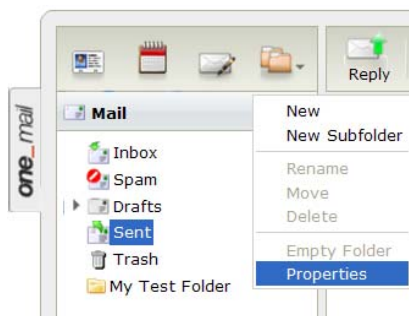 Reply
one_mail
Mail
Inbox
Spam
Drafts
Sent
Trash
My Test Folder
New
New Subfolder
Rename
Move
Delete
Empty Folder
Properties